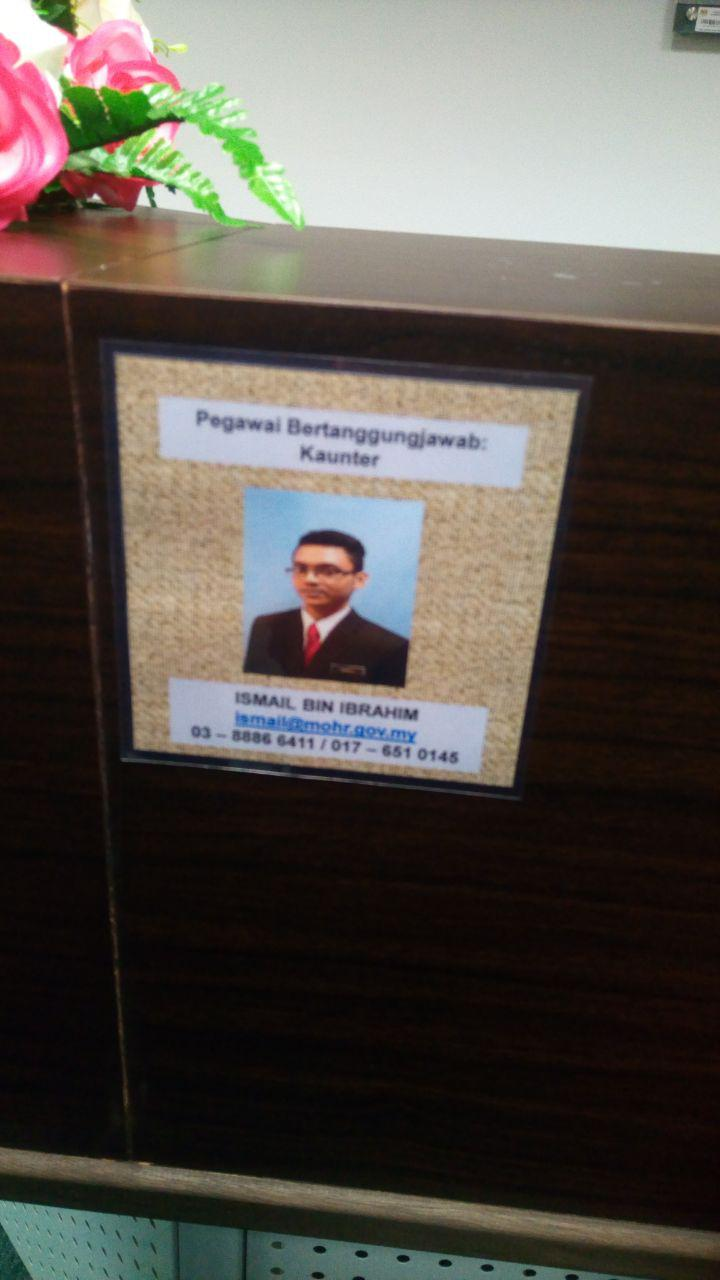 Pegawai Bertanggungjawab:
Kaunter
ISMAIL BIN IBRAHIM
ismail@mohr.gov.my
03 – 8886 6411 / 017 – 651 0145